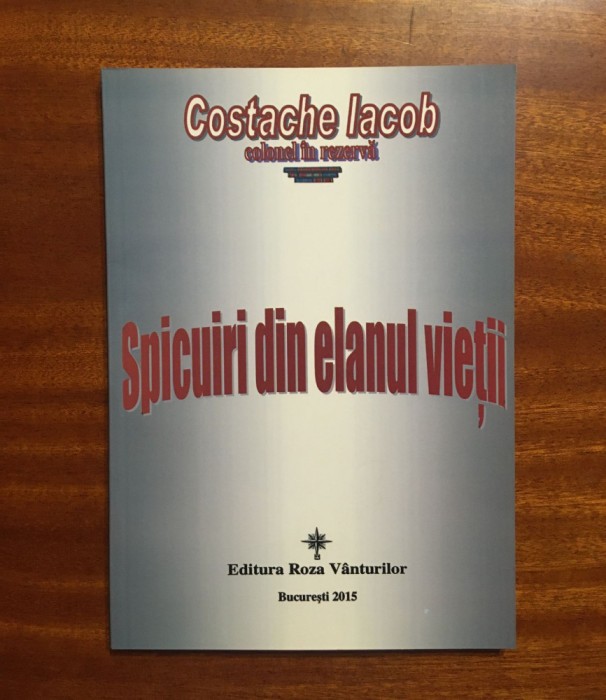 Costache Iacob
colonel în rezervă
Spicuiri din elanul vieții
Editura Roza Vânturilor
București 2015